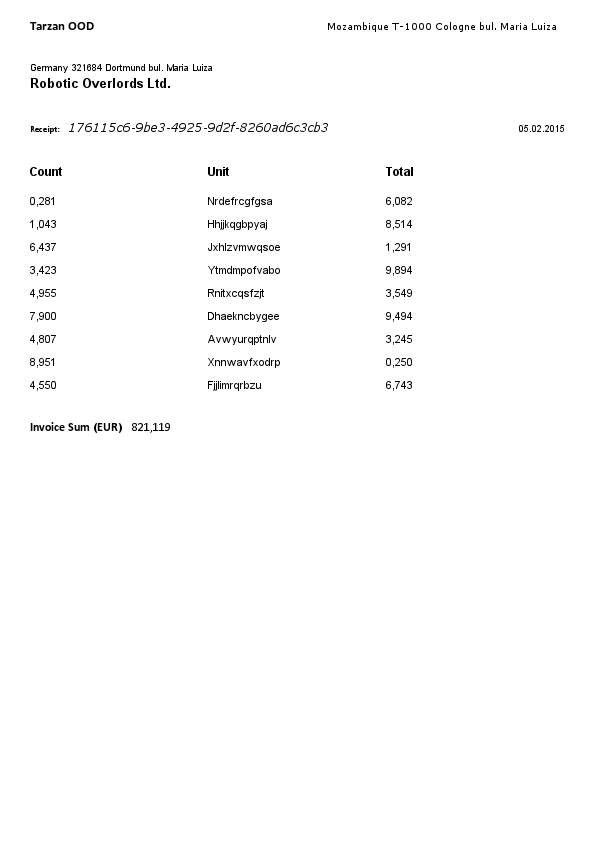 Tarzan OOD Mozambique T-1000 Cologne bul. Maria Luiza
Germany 321684 Dortmund bul. Maria Luiza
Robotic Overlords Ltd.
Receipt: 176115c6-9be3-4925-9d2f-8260ad6c3cb3 05.02.2015
Count Unit Total
0,281 Nrdefrcgfgsa 6,082
1,043 Hhjjkqgbpyaj 8,514
6,437 Jxhlzvmwqsoe 1,291
3,423 Ytmdmpofvabo 9,894
4,955 Rnitxcqsfzjt 3,549
7,900 Dhaekncbygee 9,494
4,807 Avwyurqptnlv 3,245
8,951 Xnnwavfxodrp 0,250
4,550 Fjjlimrqrbzu 6,743
Invoice Sum (EUR) 821,119